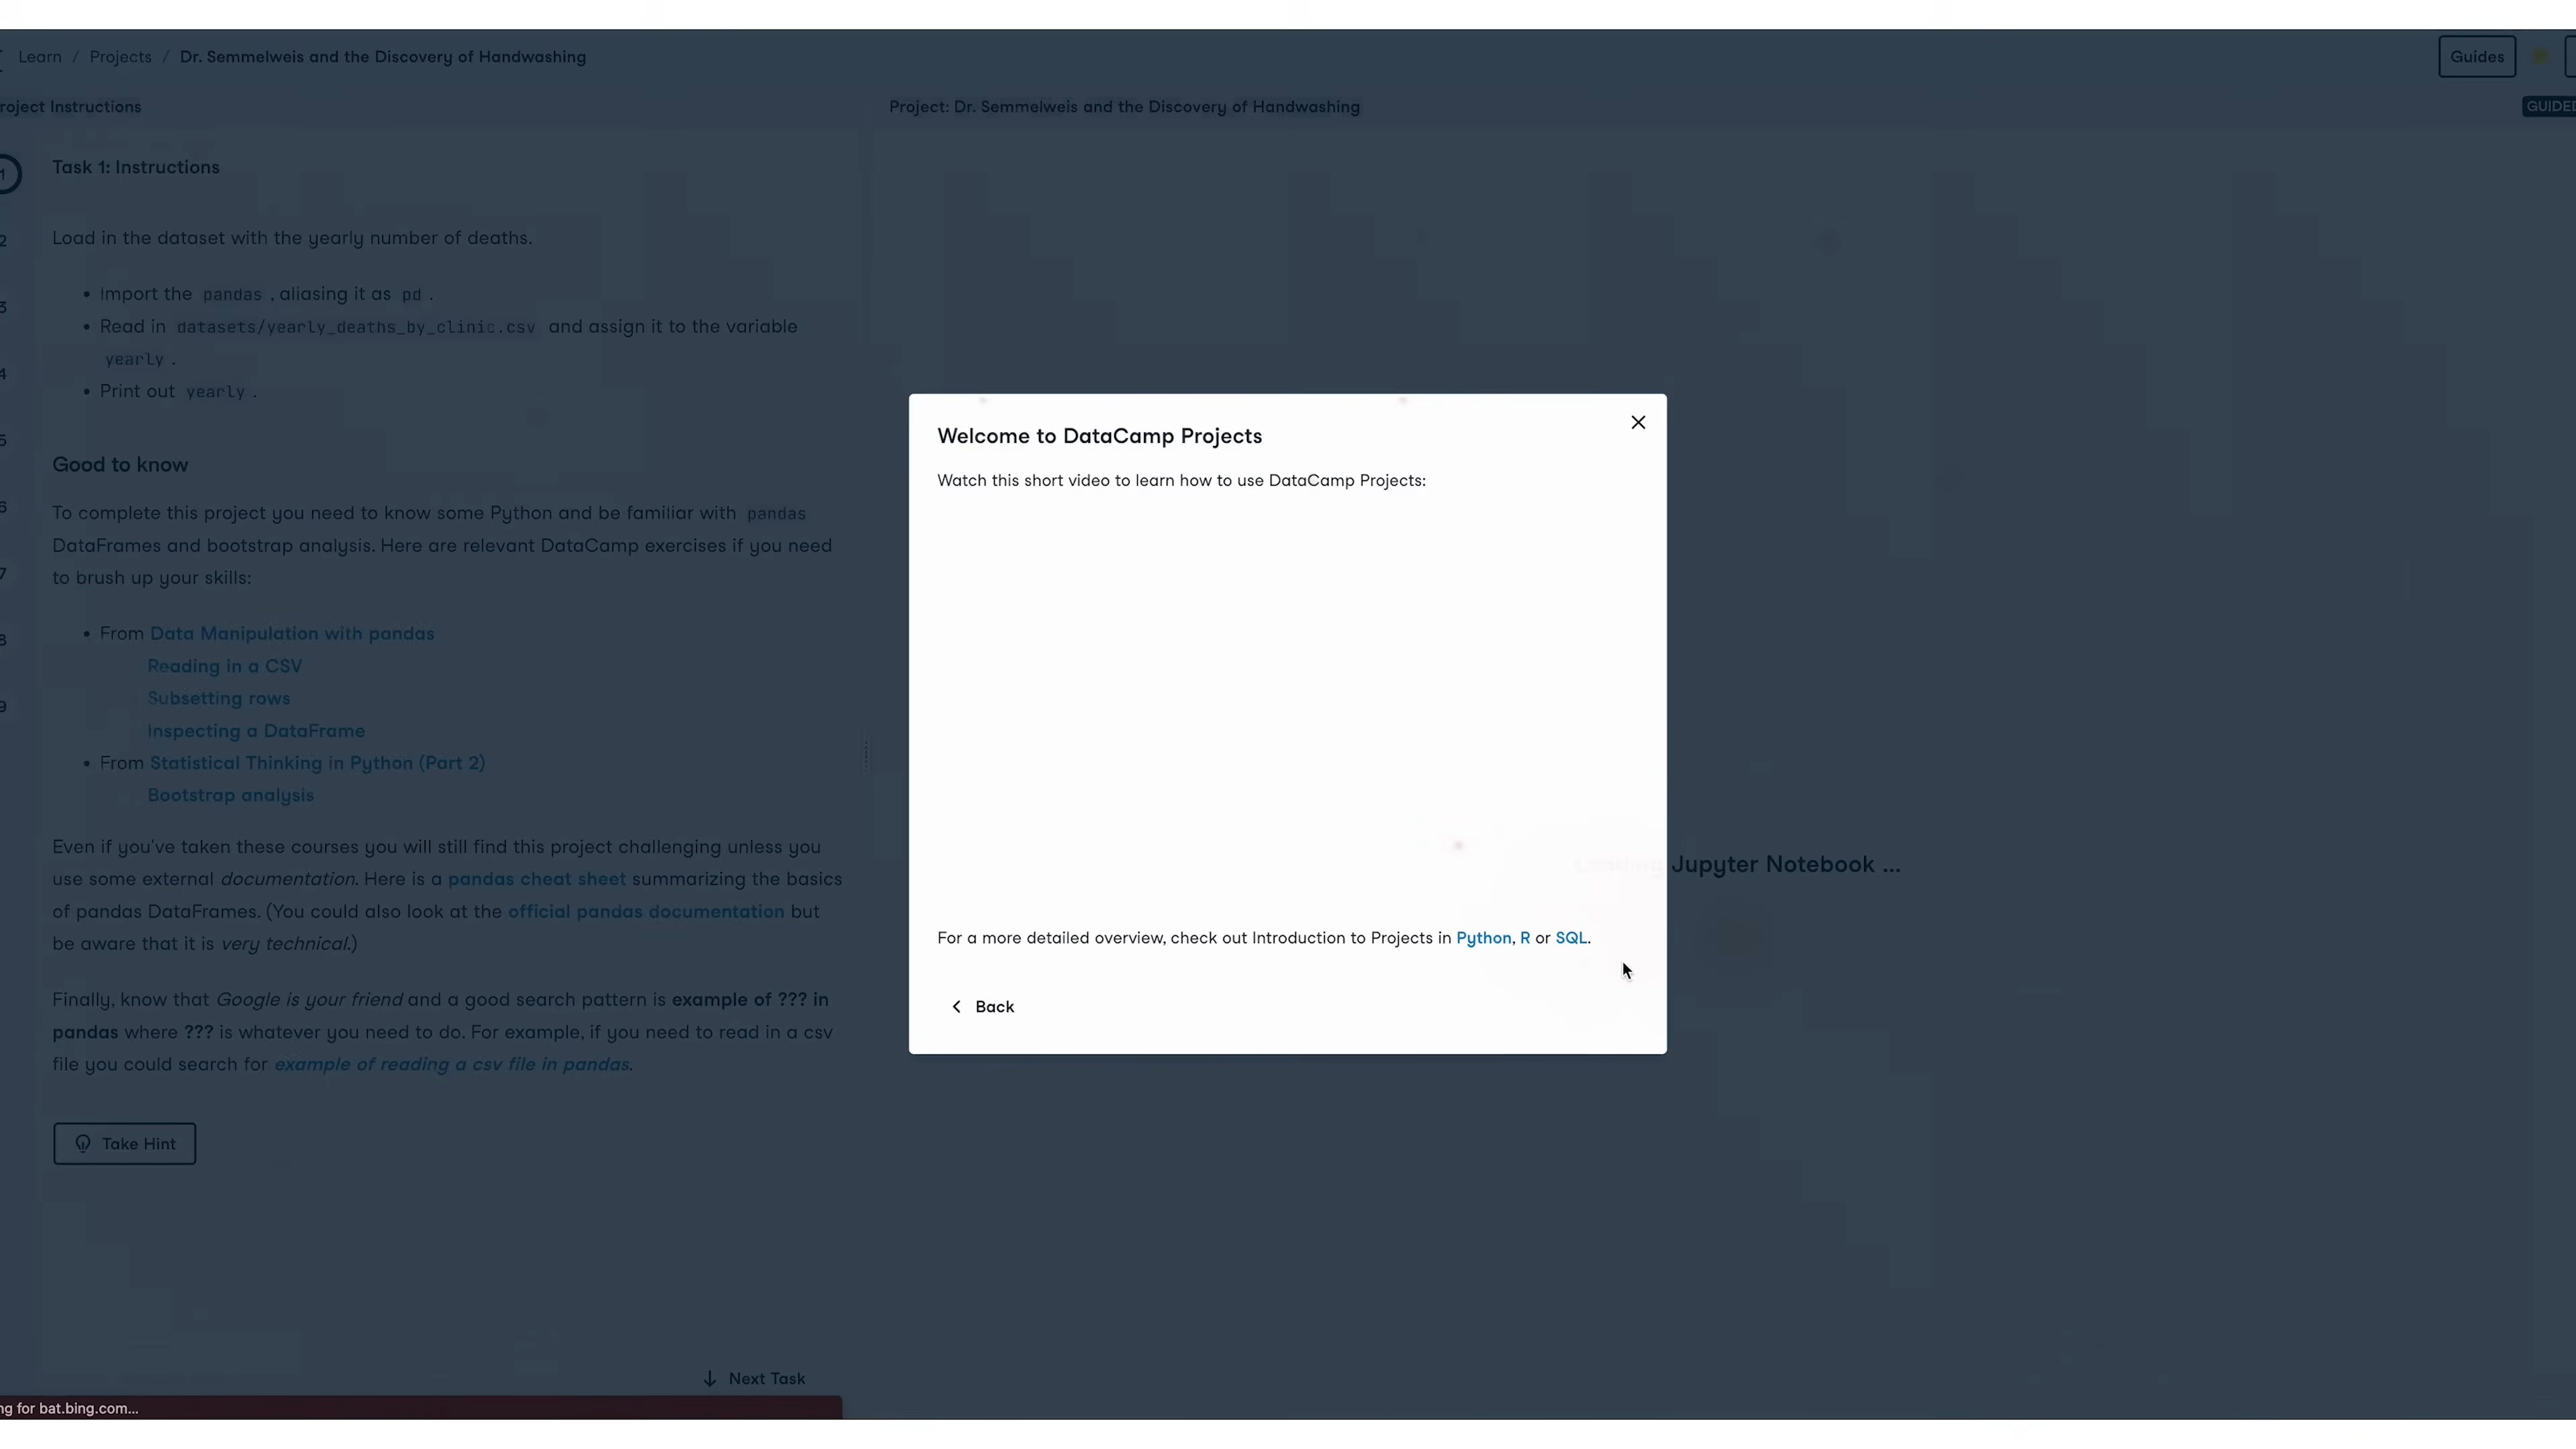 Learn / Projects / Dr. Semmelweis and the Discovery of Handwashing
Guides
roject Instructions
Project: Dr. Semmelweis and the Discovery of Handwashing
GUIDED
1
Task 1: Instructions
2
Load in the dataset with the yearly number of deaths.
3
• Import the pandas , aliasing it as pd .
• Read in datasets/yearly_deaths_by_clinic.csv and assign it to the variable
yearly .
4
• Print out yearly .
5
Good to know
6
To complete this project you need to know some Python and be familiar with pandas
DataFrames and bootstrap analysis. Here are relevant DataCamp exercises if you need
7
to brush up your skills:
8
• From Data Manipulation with pandas
Reading in a CSV
Subsetting rows
9
Inspecting a DataFrame
• From Statistical Thinking in Python (Part 2)
Bootstrap analysis
Even if you've taken these courses you will still find this project challenging unless you
use some external documentation. Here is a pandas cheat sheet summarizing the basics
of pandas DataFrames. (You could also look at the official pandas documentation but
be aware that it is very technical.)
Finally, know that Google is your friend and a good search pattern is example of ??? in
pandas where ??? is whatever you need to do. For example, if you need to read in a csv
file you could search for example of reading a csv file in pandas.
Take Hint
Next Task
ng for bat.bing.com...
Welcome to DataCamp Projects
Watch this short video to learn how to use DataCamp Projects:
Loading Jupyter Notebook ...
For a more detailed overview, check out Introduction to Projects in Python, R or SQL.
Back